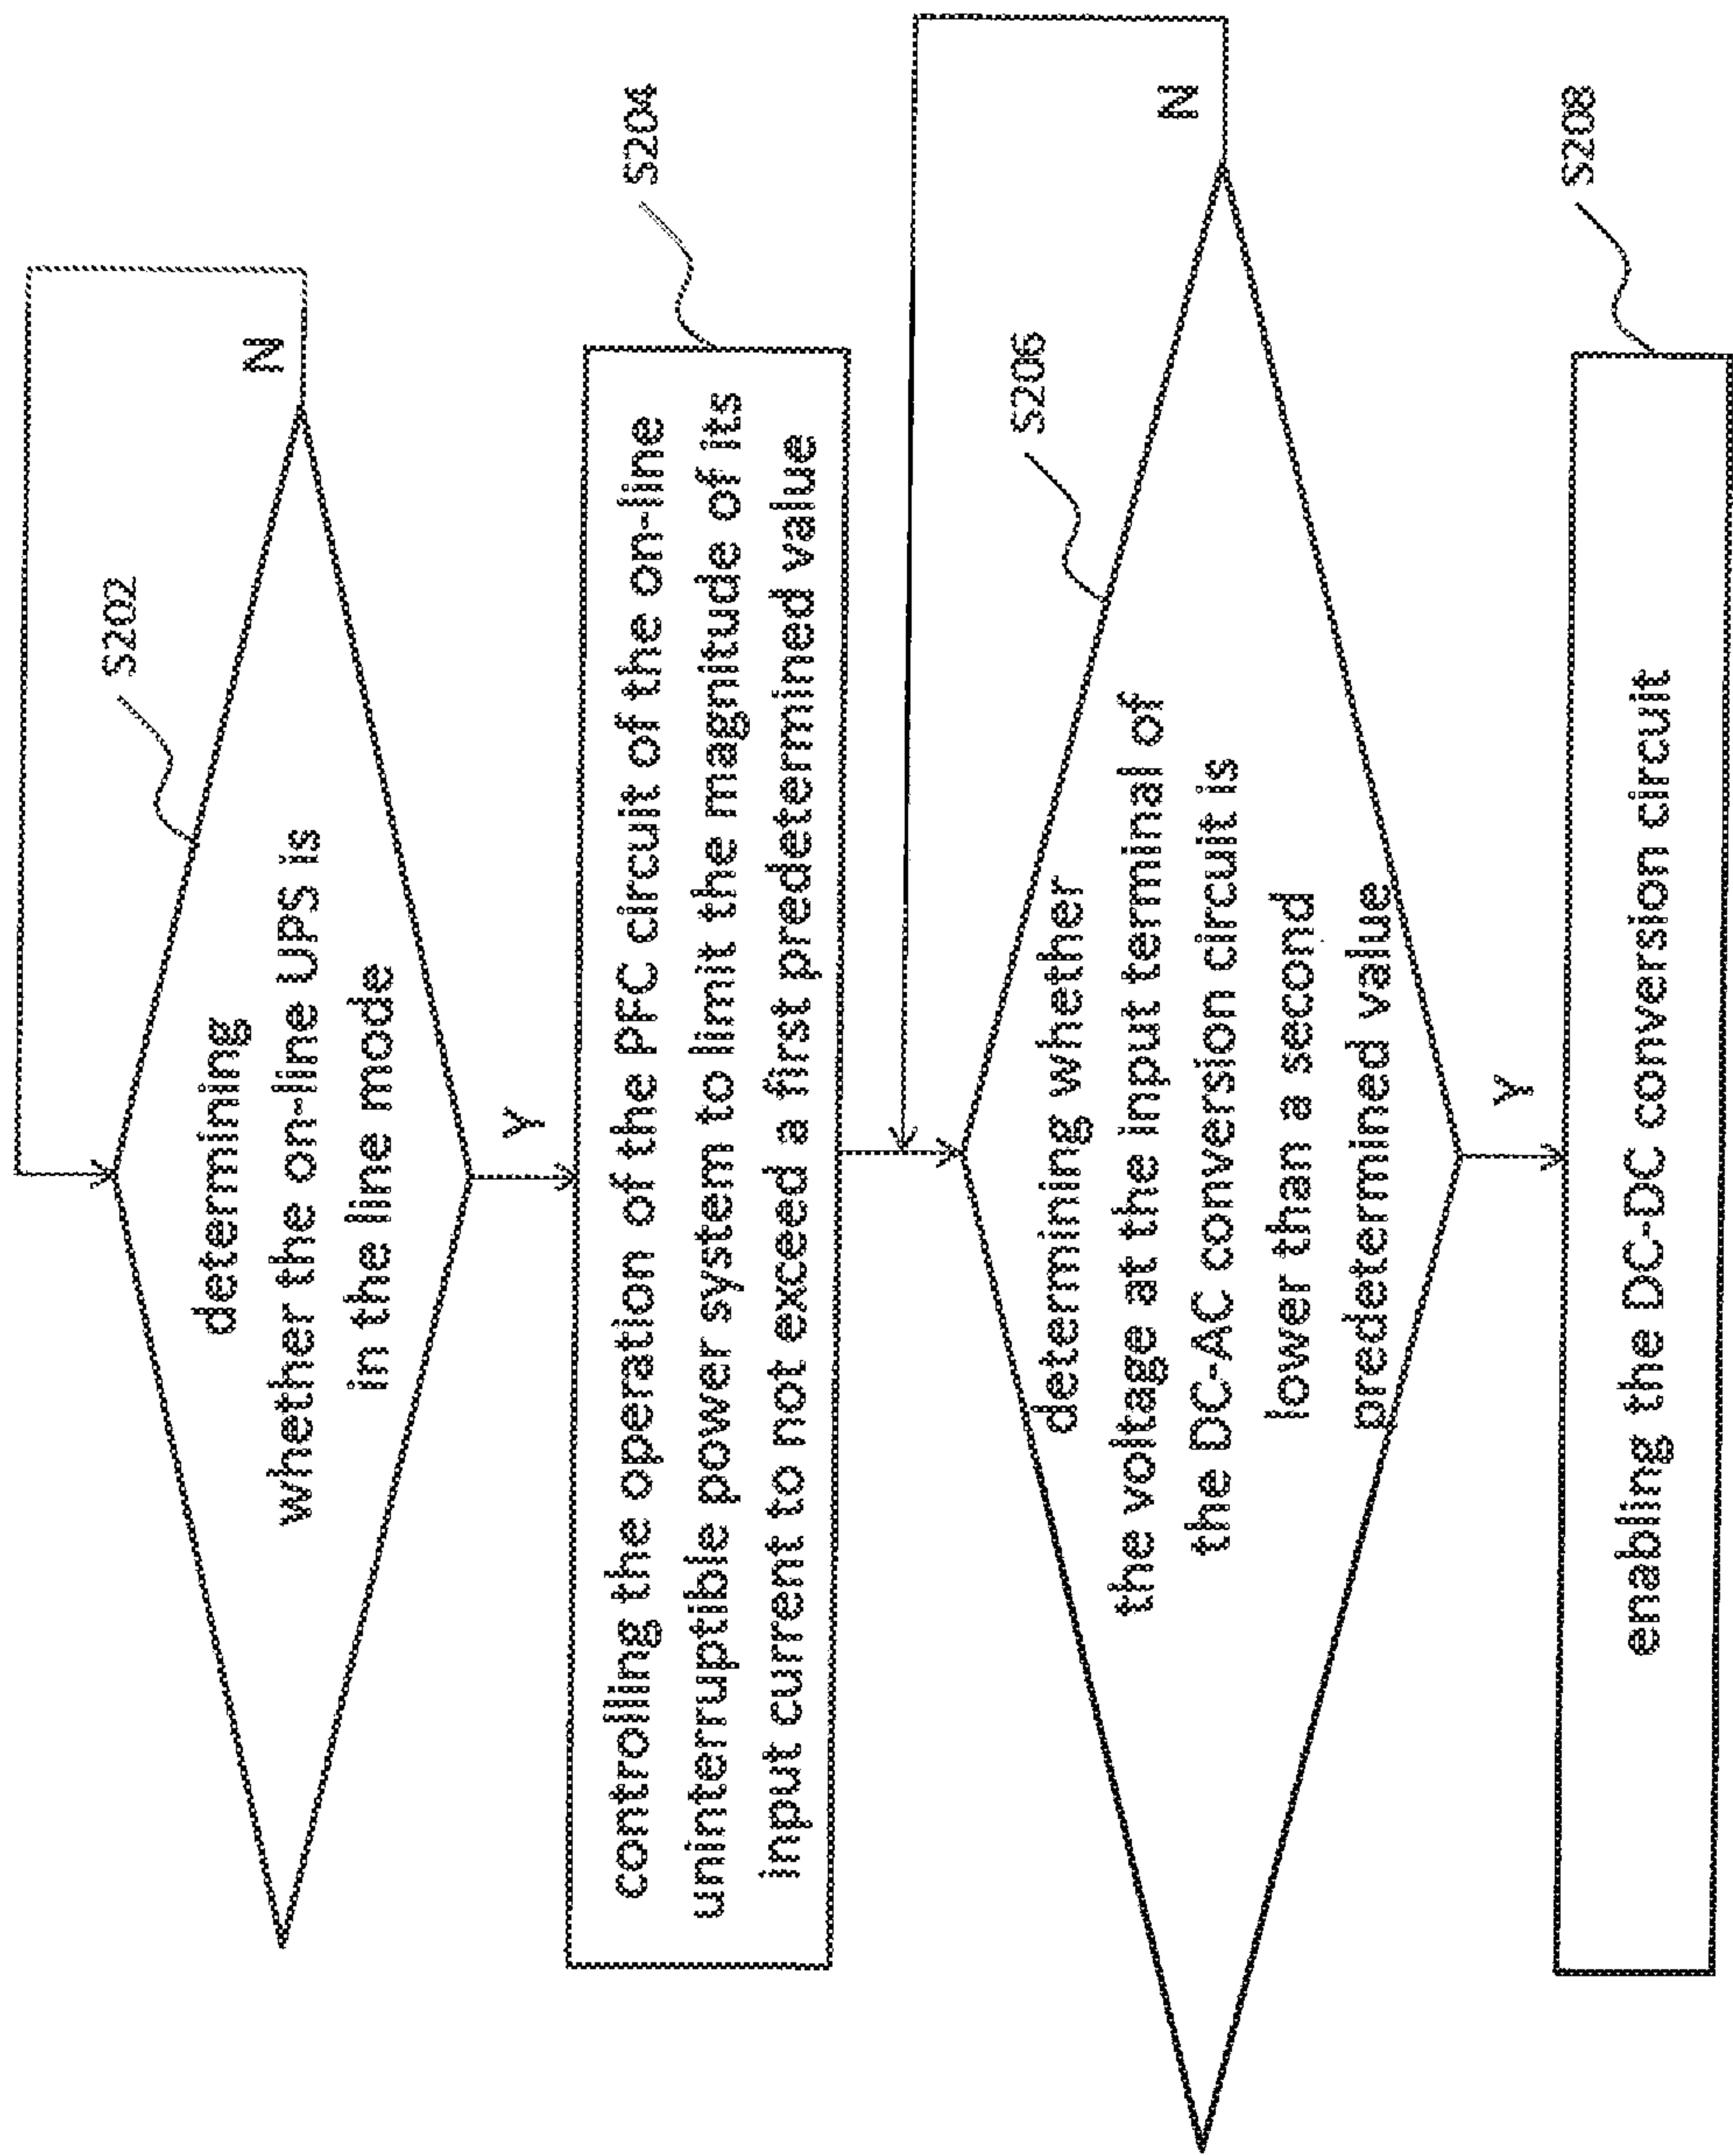 S202
determining
whether the on-line UPS is
in the line mode
N
Y
S204
controlling the operation of the PFC circuit of the on-line
uninterruptible power system to limit the magnitude of its
input current to not exceed a first predetermined value
S206
determining whether
the voltage at the input terminal of
the DC-AC conversion circuit is
lower than a second
predetermined value
N
Y
S208
enabling the DC-DC conversion circuit